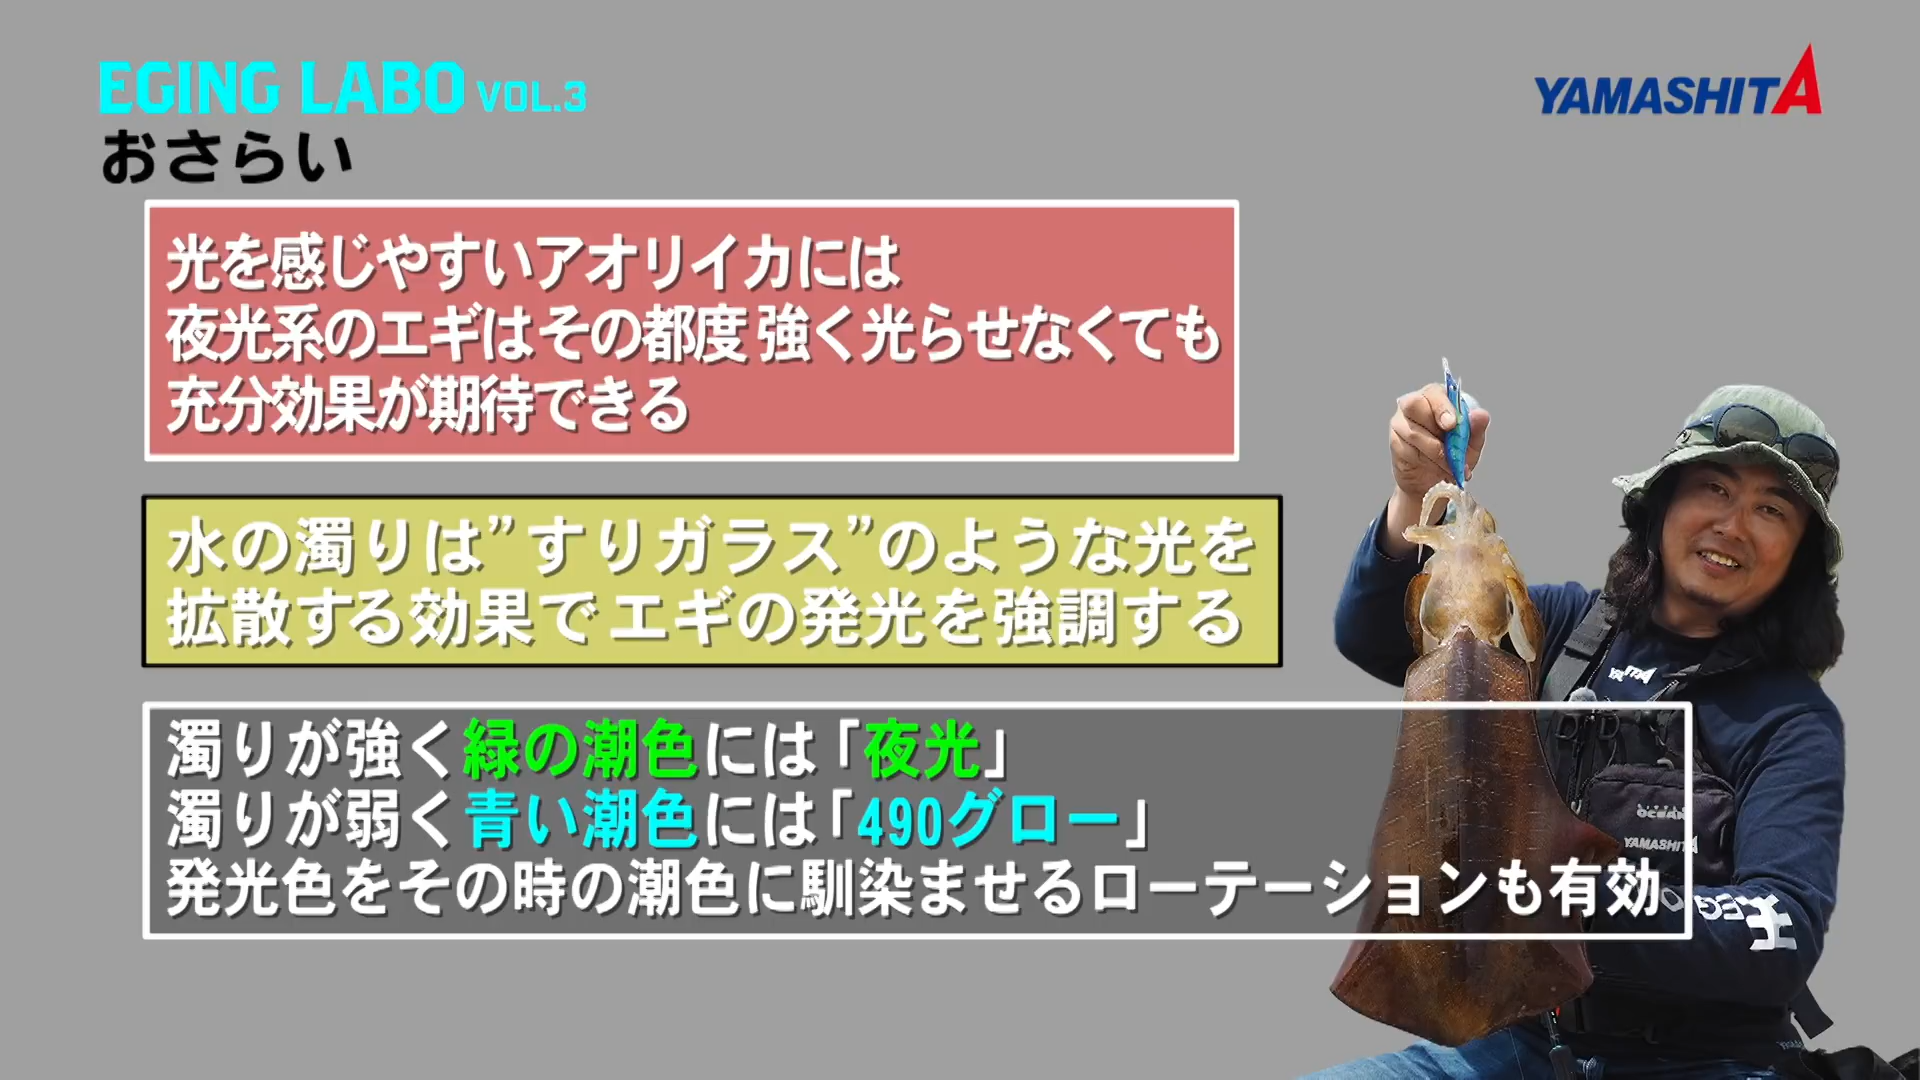 EGING LABO VOL.3
YAMASHITA
おさらい
光を感じやすいアオリイカには
夜光系のエギは その都度 強く光らせなくても
充分効果が期待できる
水の濁りは”すりガラス”のような光を
拡散する効果で エギの発光を強調する
濁りが強く緑の潮色には「夜光」
濁りが弱く青い潮色には「490グロー」
発光色をその時の潮色に馴染ませるローテーションも有効
YAMASHITA